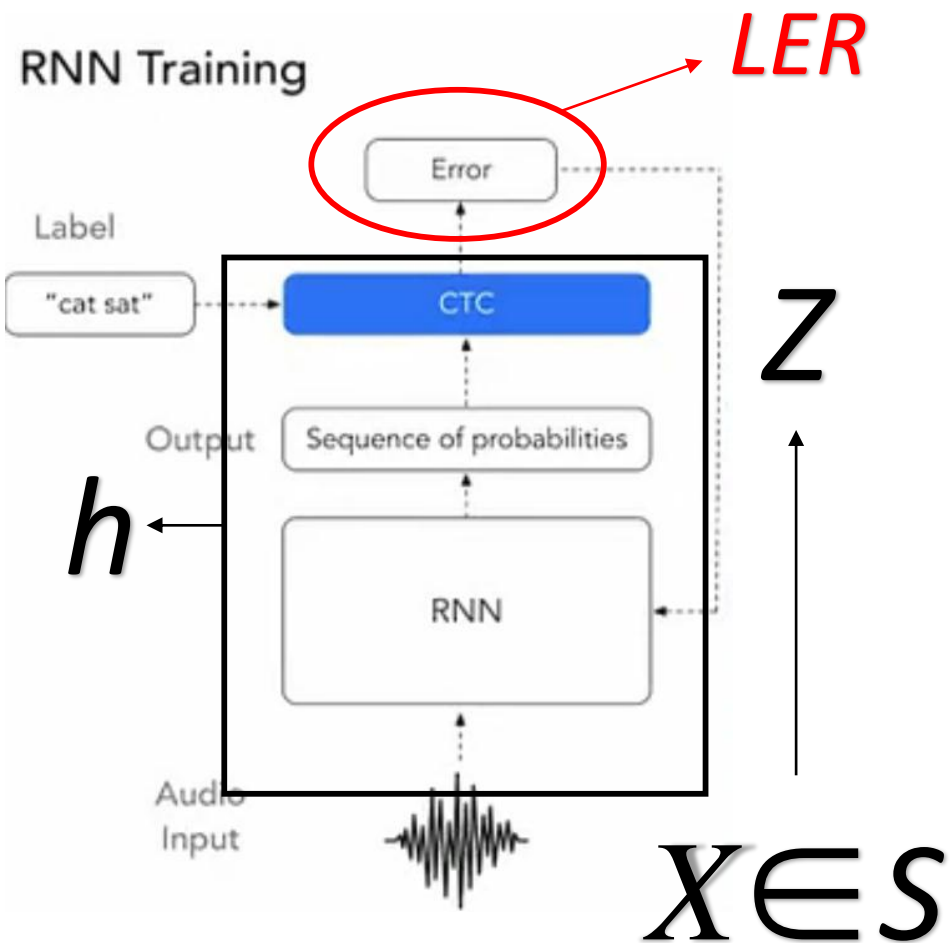 LER
RNN Training
Error
Label
"cat sat"
CTC
Z
Output
Sequence of probabilities
h
RNN
Audio
Input
X∈S